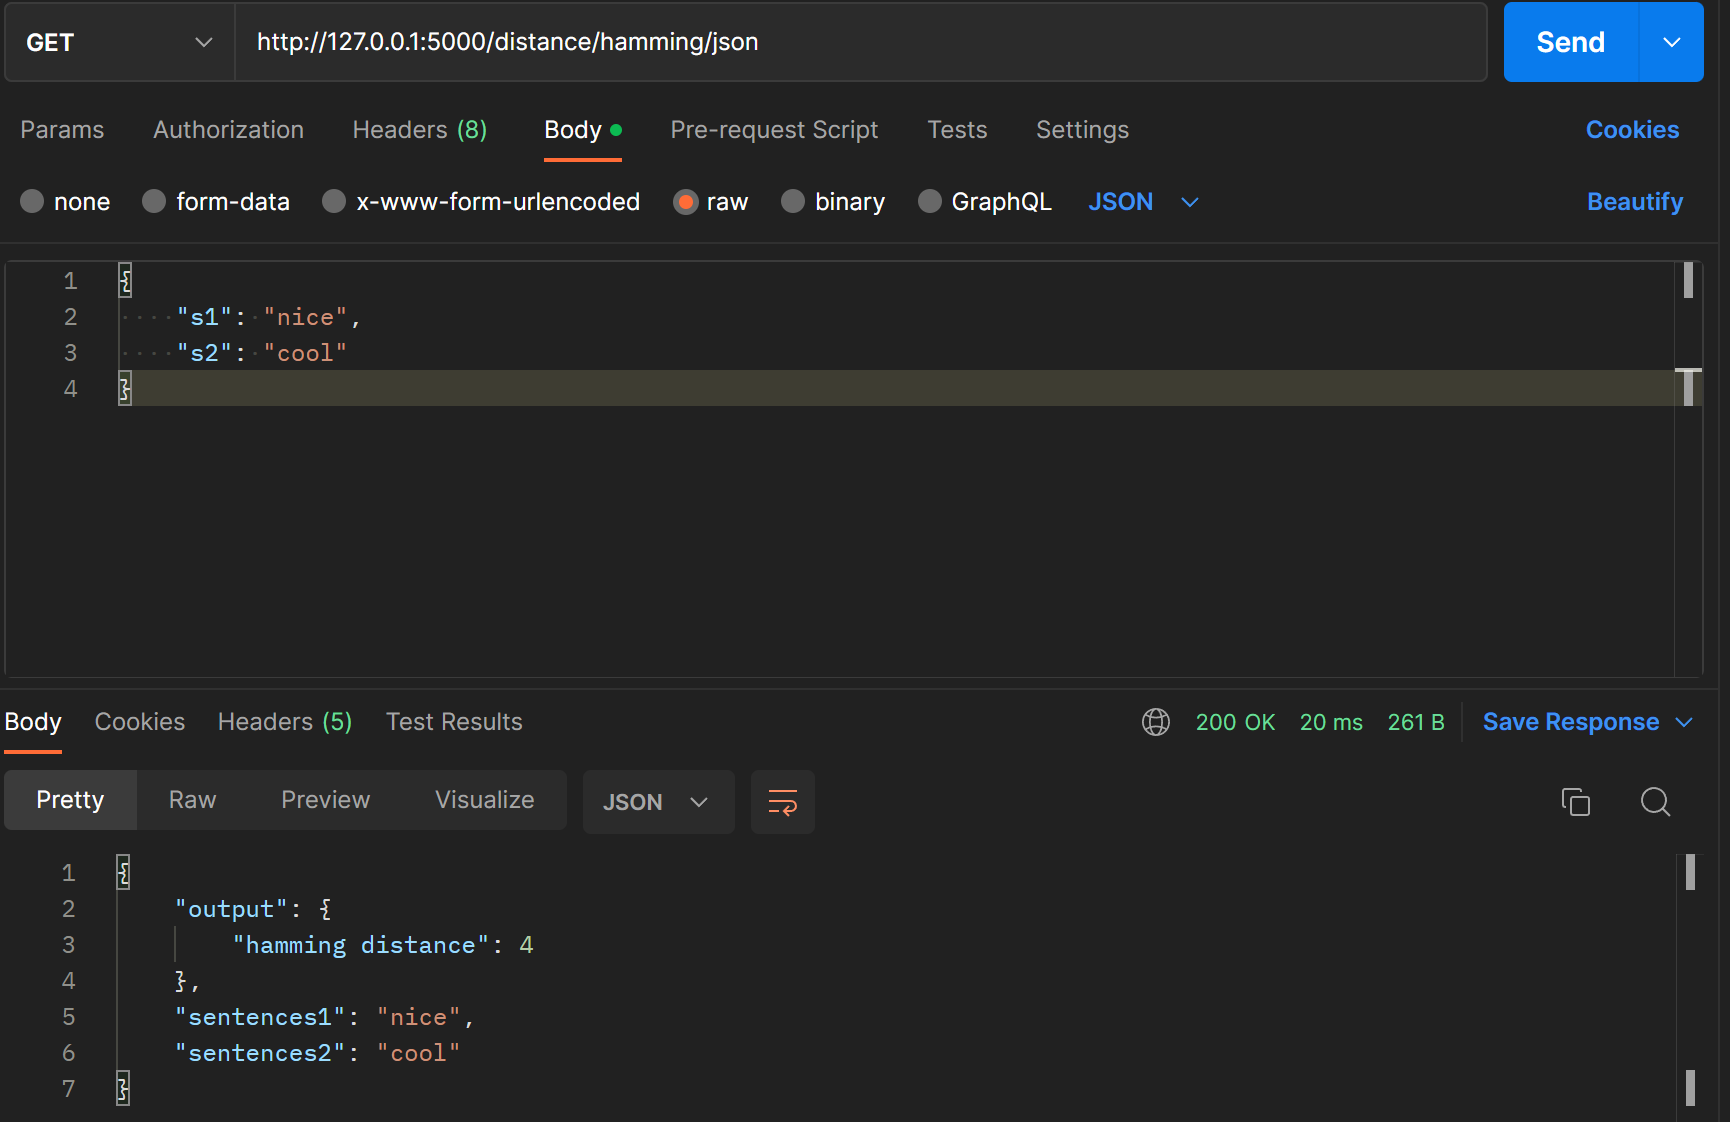 GET http://127.0.0.1:5000/distance/hamming/json Send
Params Authorization Headers (8) Body Pre-request Script Tests Settings Cookies
none form-data x-www-form-urlencoded raw binary GraphQL JSON Beautify
1 {
2 "s1": "nice",
3 "s2": "cool"
4 }
Body Cookies Headers (5) Test Results 200 OK 20 ms 261 B Save Response
Pretty Raw Preview Visualize JSON
1 {
2 "output": {
3 "hamming distance": 4
4 },
5 "sentences1": "nice",
6 "sentences2": "cool"
7 }